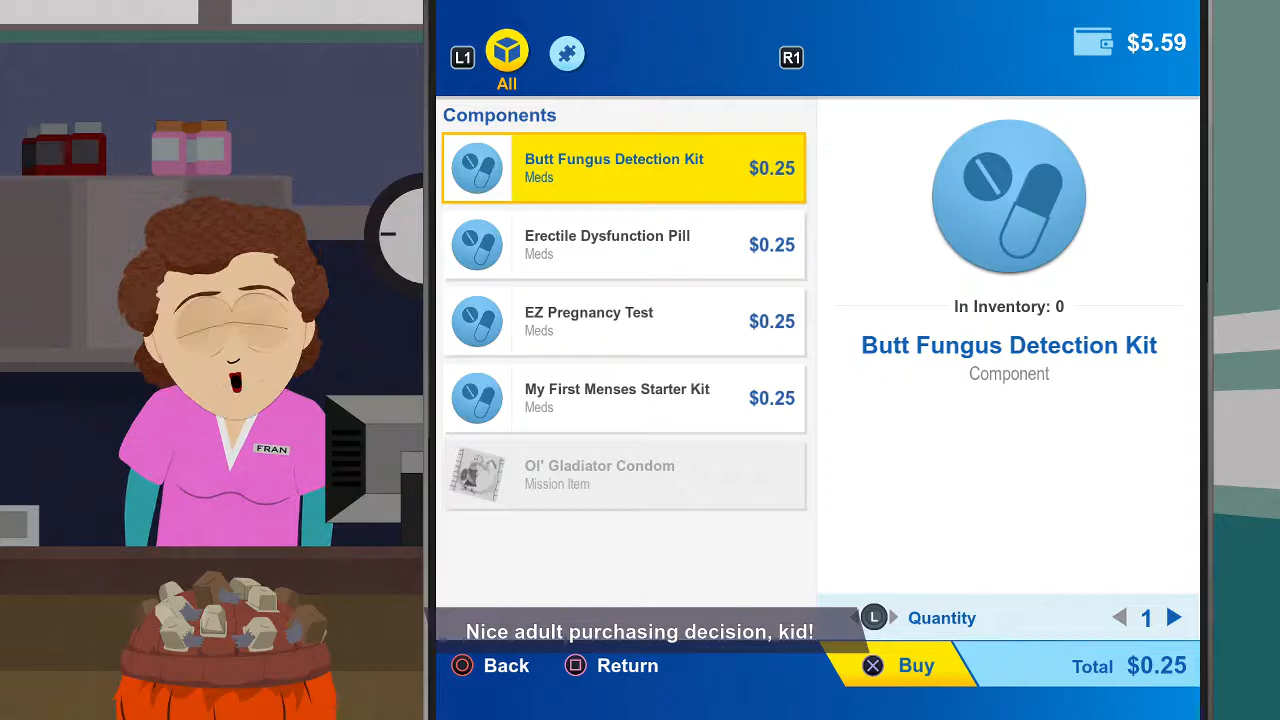 L1
All
R1
$5.59
Components
Butt Fungus Detection Kit
Meds
$0.25
Erectile Dysfunction Pill
Meds
$0.25
EZ Pregnancy Test
Meds
$0.25
My First Menses Starter Kit
Meds
$0.25
Ol' Gladiator Condom
Mission Item
In Inventory: 0
Butt Fungus Detection Kit
Component
FRAN
Nice adult purchasing decision, kid!
L Quantity 1
Back Return
Buy
Total $0.25